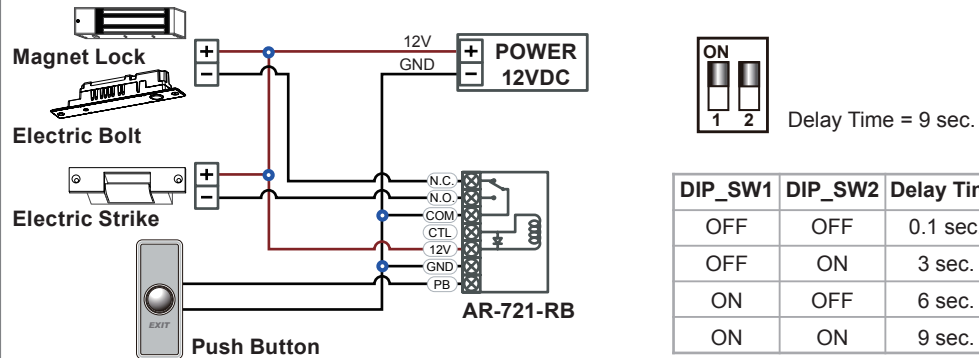 Magnet Lock
+
−
12V
GND
+
−
POWER
12VDC
Electric Bolt
+
−
Electric Strike
N.C.
N.O.
COM
CTL
12V
GND
PB
AR-721-RB
EXIT
Push Button
ON
1 2
Delay Time = 9 sec.
DIP_SW1 DIP_SW2 Delay
OFF OFF 0.1 sec
OFF ON 3 sec.
ON OFF 6 sec.
ON ON 9 sec.